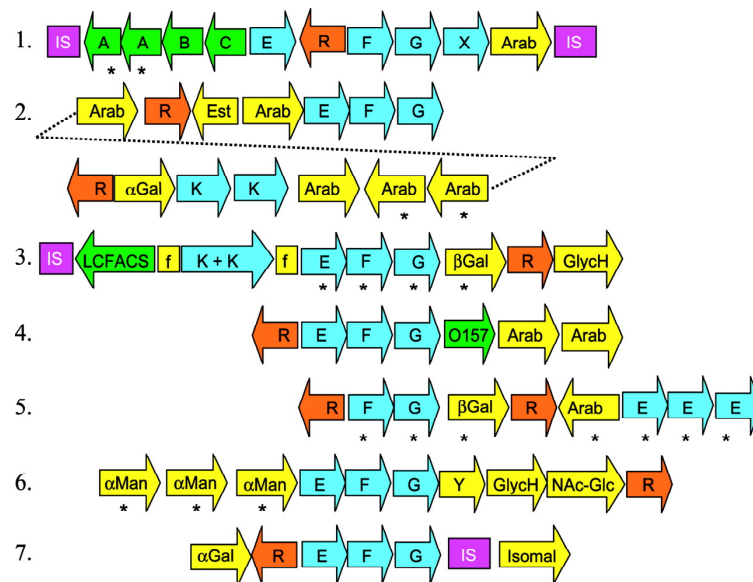 1. IS A A B C E R F G X Arab IS
* *
2. Arab R Est Arab E F G
R αGal K K Arab Arab Arab
* *
3. IS LCFACS f K + K f E F G βGal R GlycH
* * * *
4. R E F G O157 Arab Arab
5. R F G βGal R Arab E E E
* * * * * * *
6. αMan αMan αMan E F G Y GlycH NAc-Glc R
* * *
7. αGal R E F G IS Isomal